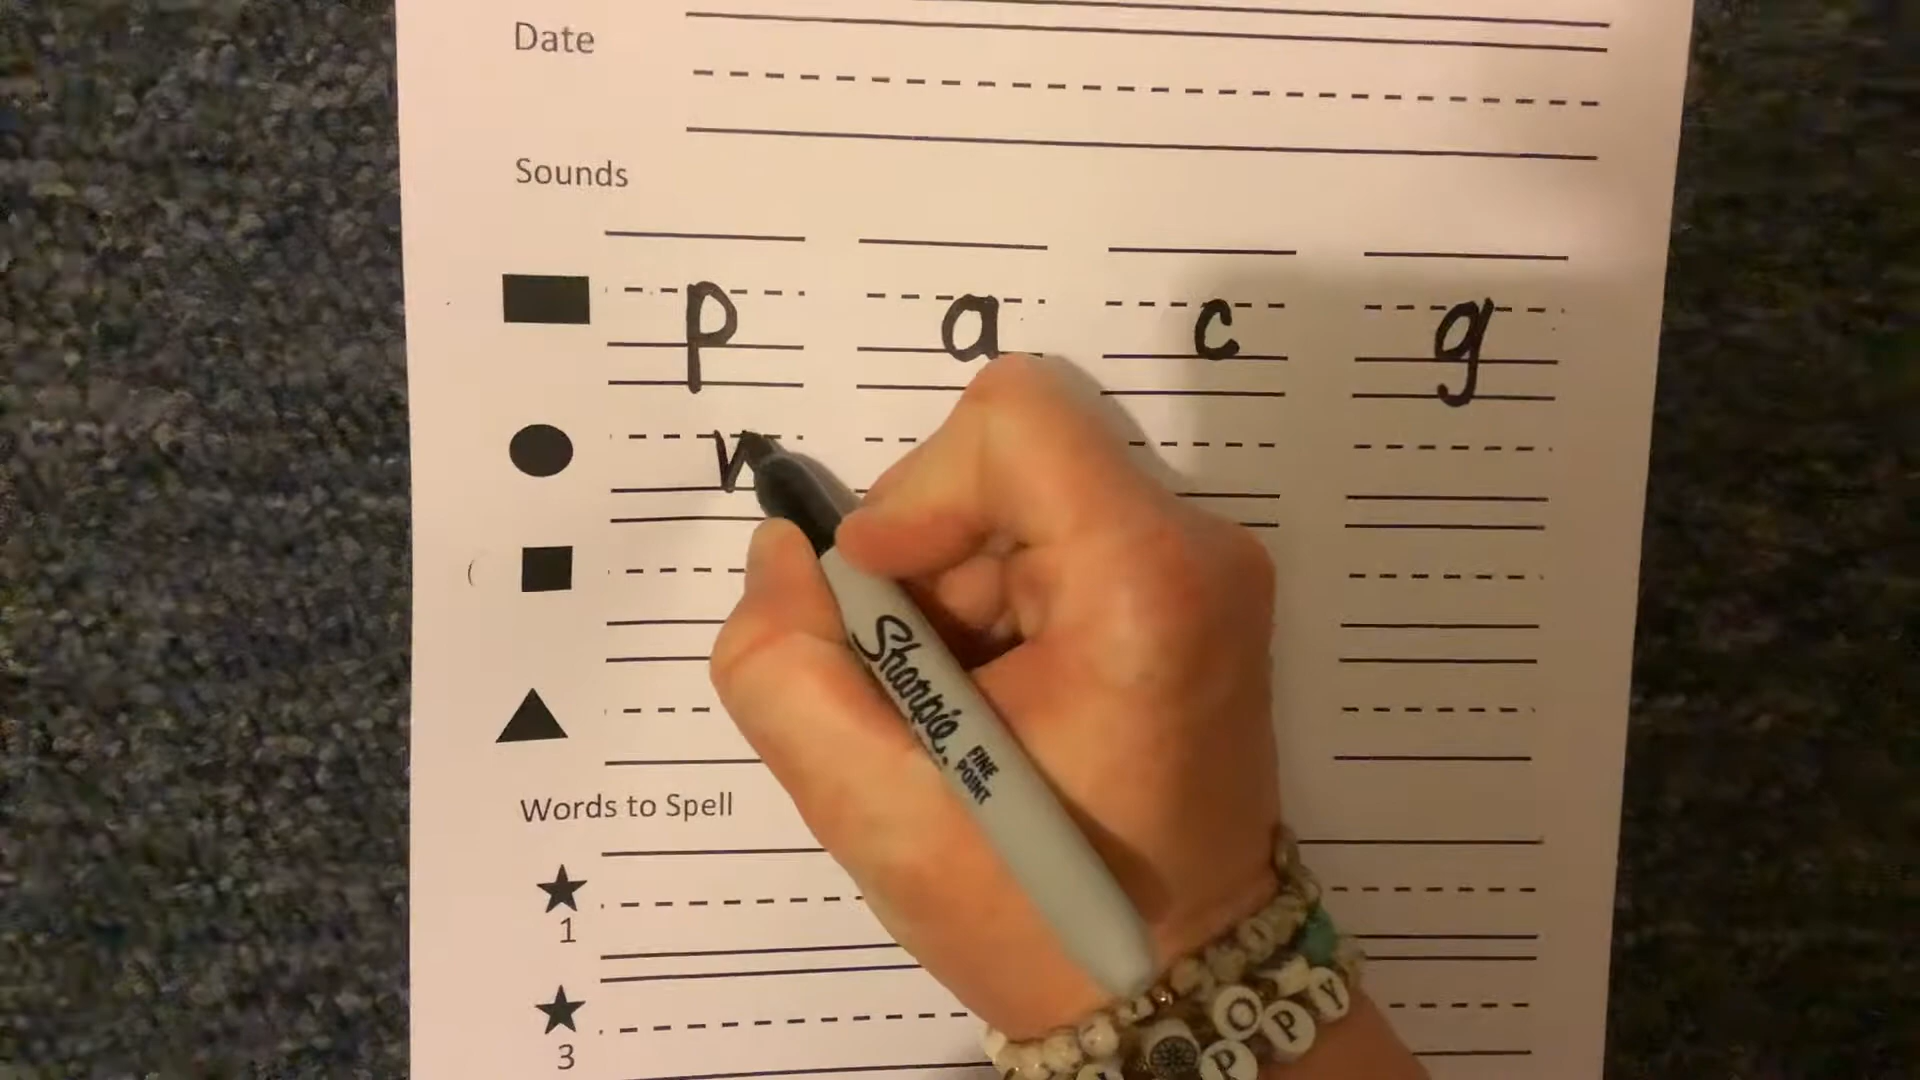 Date
Sounds
p a c g
Sharpie
FINE
POINT
Words to Spell
1
3